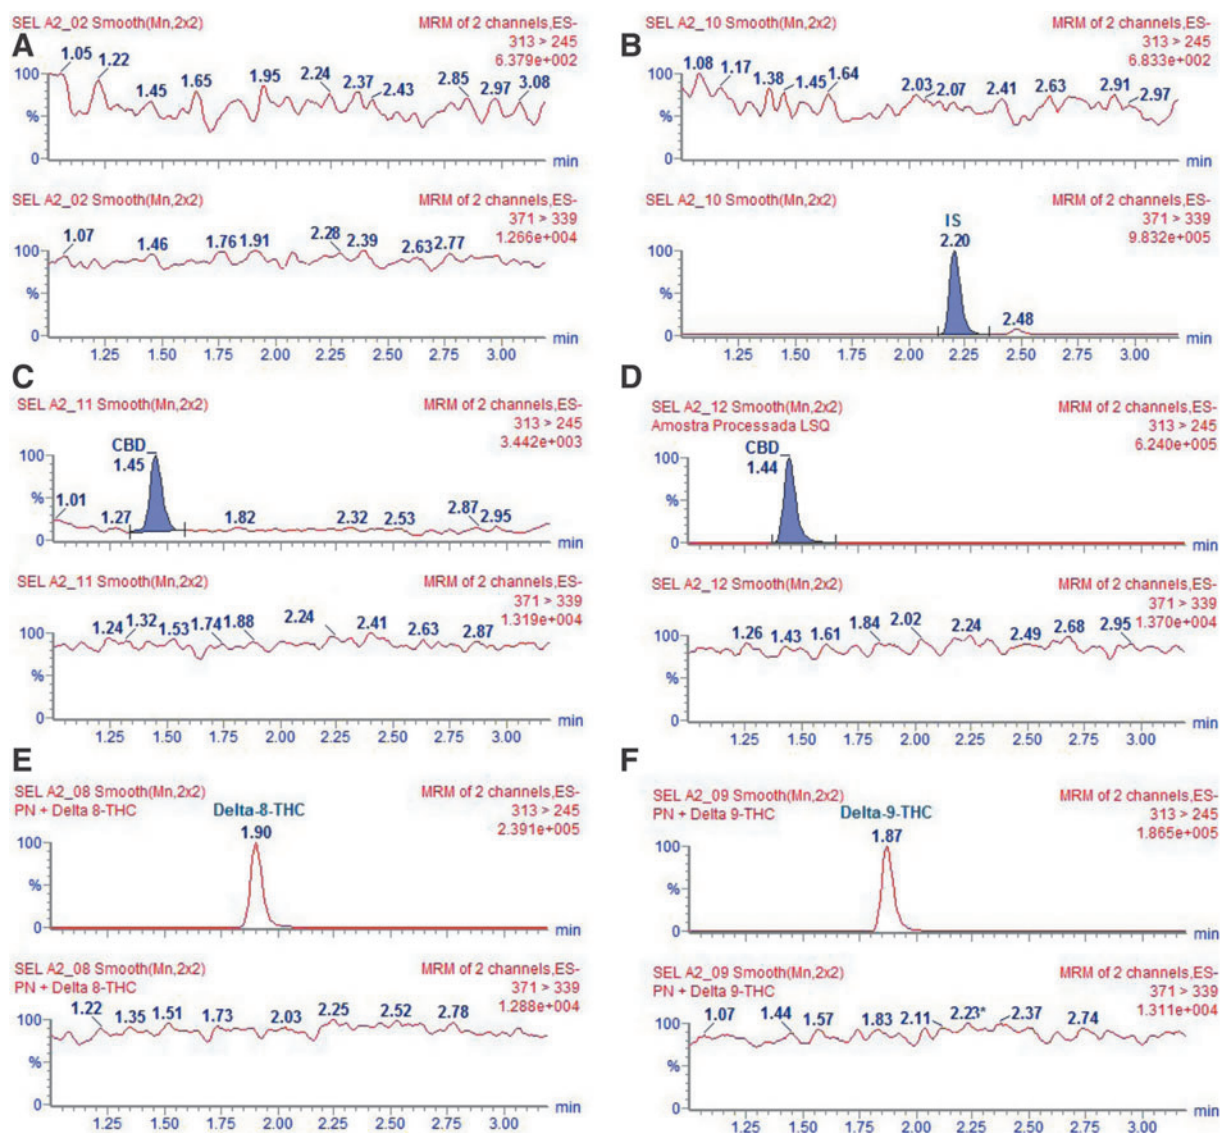 A
SEL A2_02 Smooth(Mn,2x2)
MRM of 2 channels,ES-
313 > 245
6.379e+002
1.05
1.22
1.45
1.65
1.95
2.24
2.37
2.43
2.85
2.97
3.08
100
%
0
min
SEL A2_02 Smooth(Mn,2x2)
MRM of 2 channels,ES-
371 > 339
1.266e+004
1.07
1.46
1.76
1.91
2.28
2.39
2.63
2.77
100
%
0
min
1.25
1.50
1.75
2.00
2.25
2.50
2.75
3.00
B
SEL A2_10 Smooth(Mn,2x2)
MRM of 2 channels,ES-
313 > 245
6.833e+002
1.08
1.17
1.38
1.45
1.64
2.03
2.07
2.41
2.63
2.91
2.97
100
%
0
min
SEL A2_10 Smooth(Mn,2x2)
MRM of 2 channels,ES-
371 > 339
9.832e+005
IS
2.20
2.48
100
%
0
min
1.25
1.50
1.75
2.00
2.25
2.50
2.75
3.00
C
SEL A2_11 Smooth(Mn,2x2)
MRM of 2 channels,ES-
313 > 245
3.442e+003
CBD
1.45
1.01
1.27
1.82
2.32
2.53
2.87
2.95
100
%
0
min
SEL A2_11 Smooth(Mn,2x2)
MRM of 2 channels,ES-
371 > 339
1.319e+004
1.24
1.32
1.53
1.74
1.88
2.24
2.41
2.63
2.87
100
%
0
min
1.25
1.50
1.75
2.00
2.25
2.50
2.75
3.00
D
SEL A2_12 Smooth(Mn,2x2)
Amostra Processada LSQ
MRM of 2 channels,ES-
313 > 245
6.240e+005
CBD
1.44
100
%
0
min
SEL A2_12 Smooth(Mn,2x2)
MRM of 2 channels,ES-
371 > 339
1.370e+004
1.26
1.43
1.61
1.84
2.02
2.24
2.49
2.68
2.95
100
%
0
min
1.25
1.50
1.75
2.00
2.25
2.50
2.75
3.00
E
SEL A2_08 Smooth(Mn,2x2)
PN + Delta 8-THC
MRM of 2 channels,ES-
313 > 245
2.391e+005
Delta-8-THC
1.90
100
%
0
min
SEL A2_08 Smooth(Mn,2x2)
PN + Delta 8-THC
MRM of 2 channels,ES-
371 > 339
1.288e+004
1.22
1.35
1.51
1.73
2.03
2.25
2.52
2.78
100
%
0
min
1.25
1.50
1.75
2.00
2.25
2.50
2.75
3.00
F
SEL A2_09 Smooth(Mn,2x2)
PN + Delta 9-THC
MRM of 2 channels,ES-
313 > 245
1.865e+005
Delta-9-THC
1.87
100
%
0
min
SEL A2_09 Smooth(Mn,2x2)
PN + Delta 9-THC
MRM of 2 channels,ES-
371 > 339
1.311e+004
1.07
1.44
1.57
1.83
2.11
2.23*
2.37
2.74
100
%
0
min
1.25
1.50
1.75
2.00
2.25
2.50
2.75
3.00